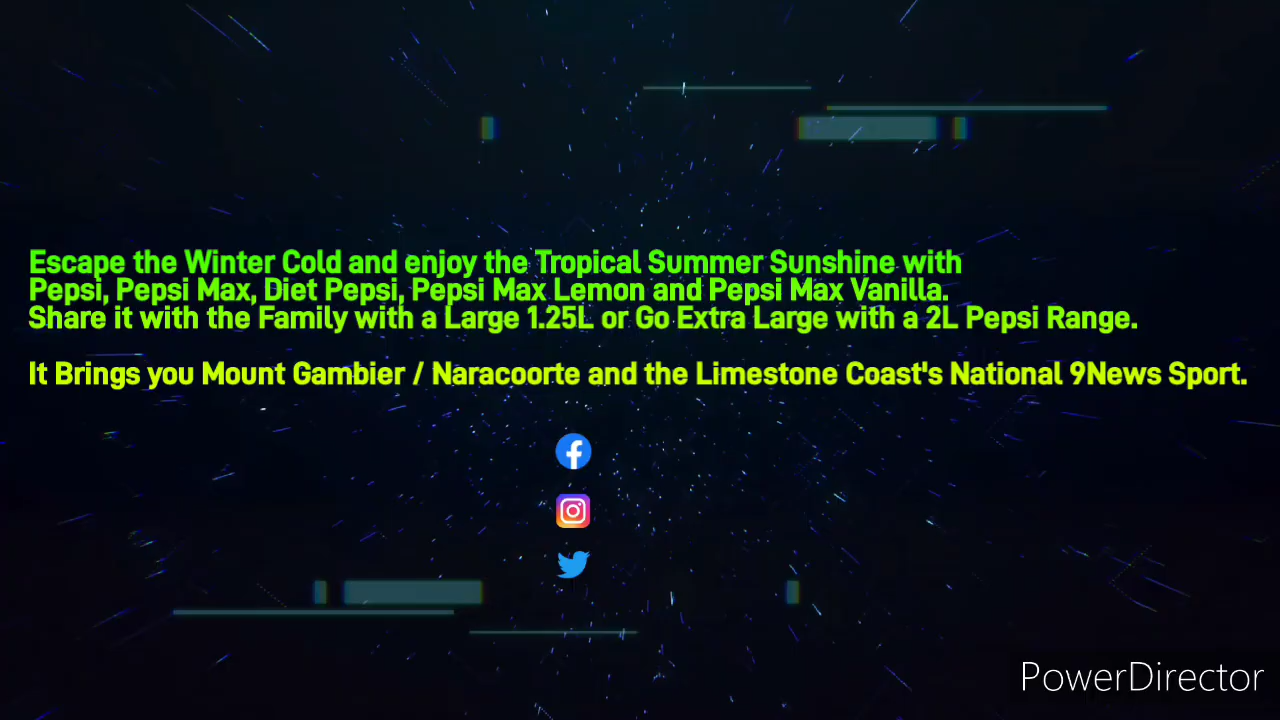 Escape the Winter Cold and enjoy the Tropical Summer Sunshine with
Pepsi, Pepsi Max, Diet Pepsi, Pepsi Max Lemon and Pepsi Max Vanilla.
Share it with the Family with a Large 1.25L or Go Extra Large with a 2L Pepsi Range.
It Brings you Mount Gambier / Naracoorte and the Limestone Coast's National 9News Sport.
PowerDirector